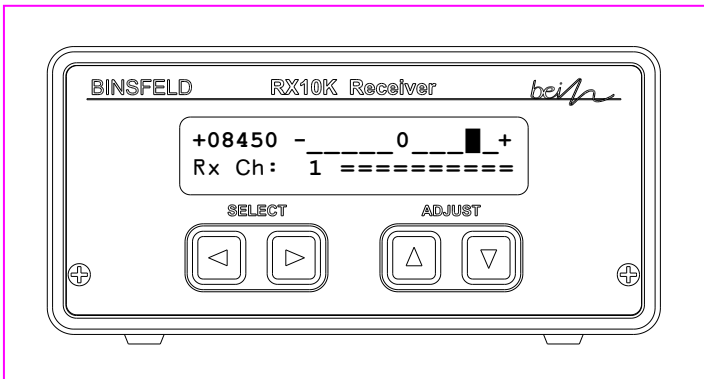 BINSFELD RX10K Receiver bei
+08450 -_____0___█_+
Rx Ch: 1 ==========
SELECT ADJUST